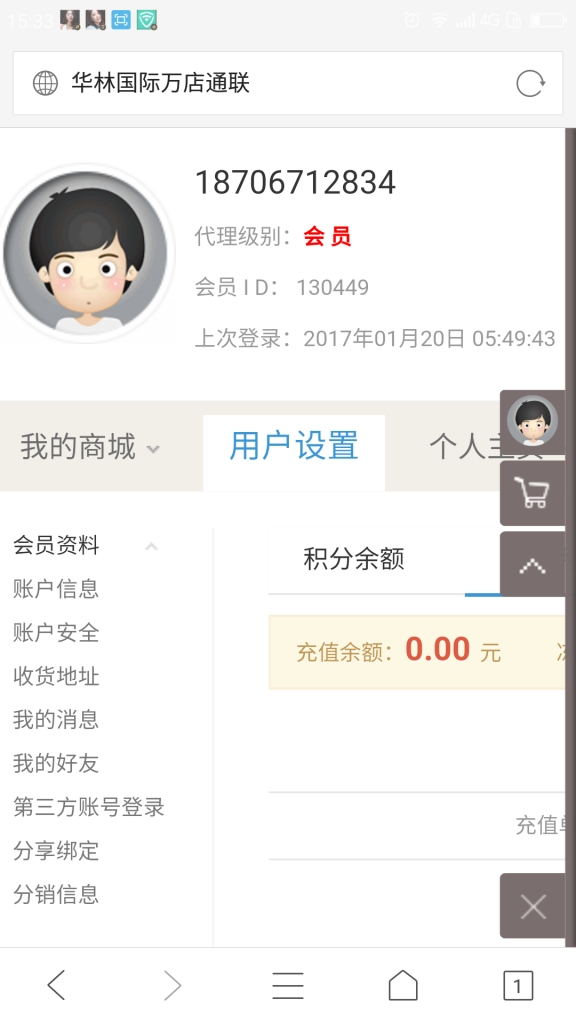 15:33
4G
华林国际万店通联
18706712834
代理级别：会 员
会员 I D： 130449
上次登录：2017年01月20日 05:49:43
我的商城
用户设置
个人主页
会员资料
积分余额
账户信息
账户安全
充值余额：0.00 元
收货地址
我的消息
我的好友
第三方账号登录
充值单
分享绑定
分销信息
1